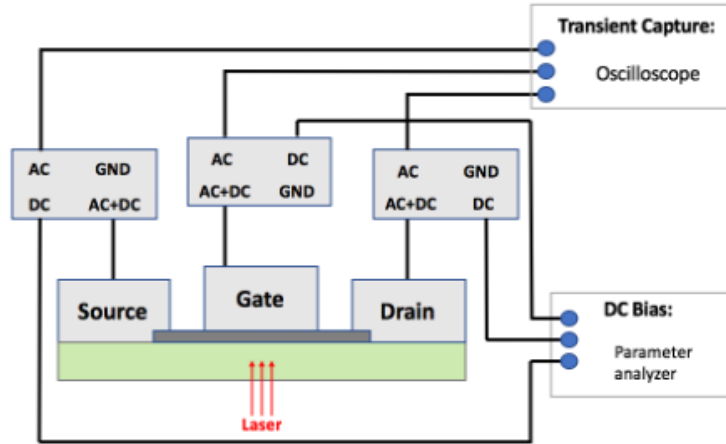 Transient Capture:
Oscilloscope
AC GND
DC AC+DC
AC DC
AC+DC GND
AC GND
AC+DC DC
Source
Gate
Drain
DC Bias:
Parameter
analyzer
Laser